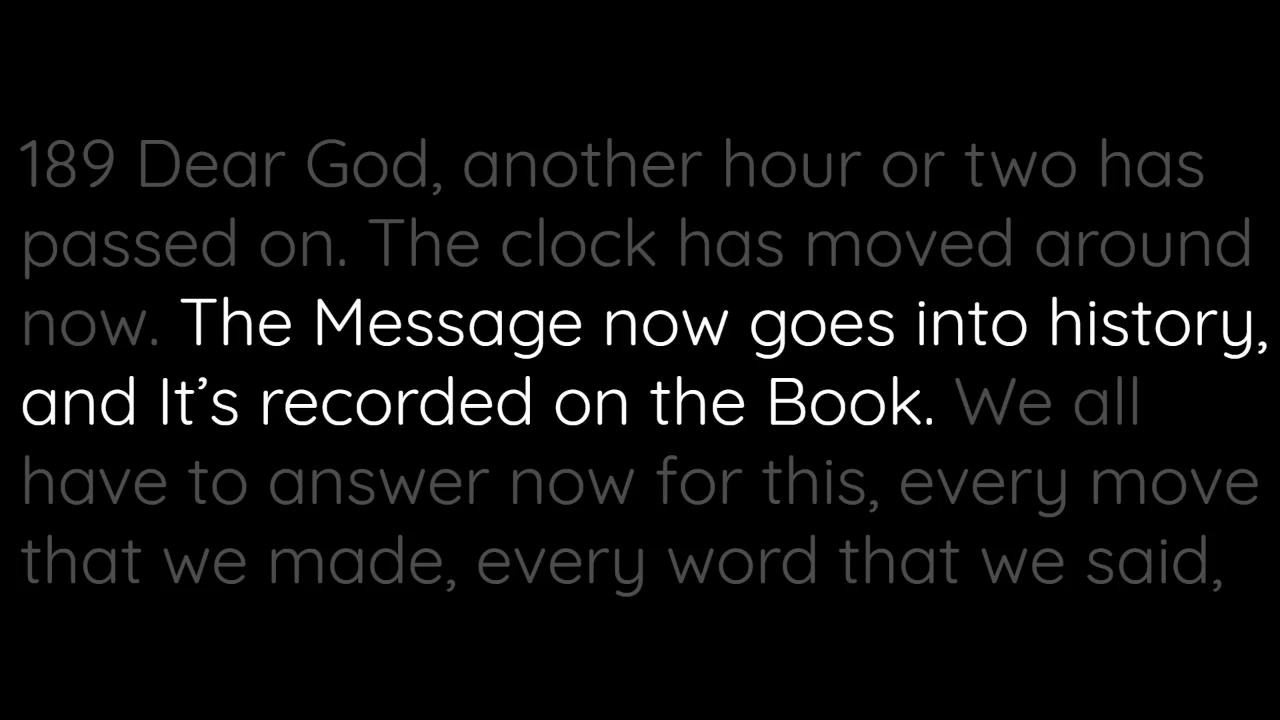 189 Dear God, another hour or two has
passed on. The clock has moved around
now. The Message now goes into history,
and It’s recorded on the Book. We all
have to answer now for this, every move
that we made, every word that we said,